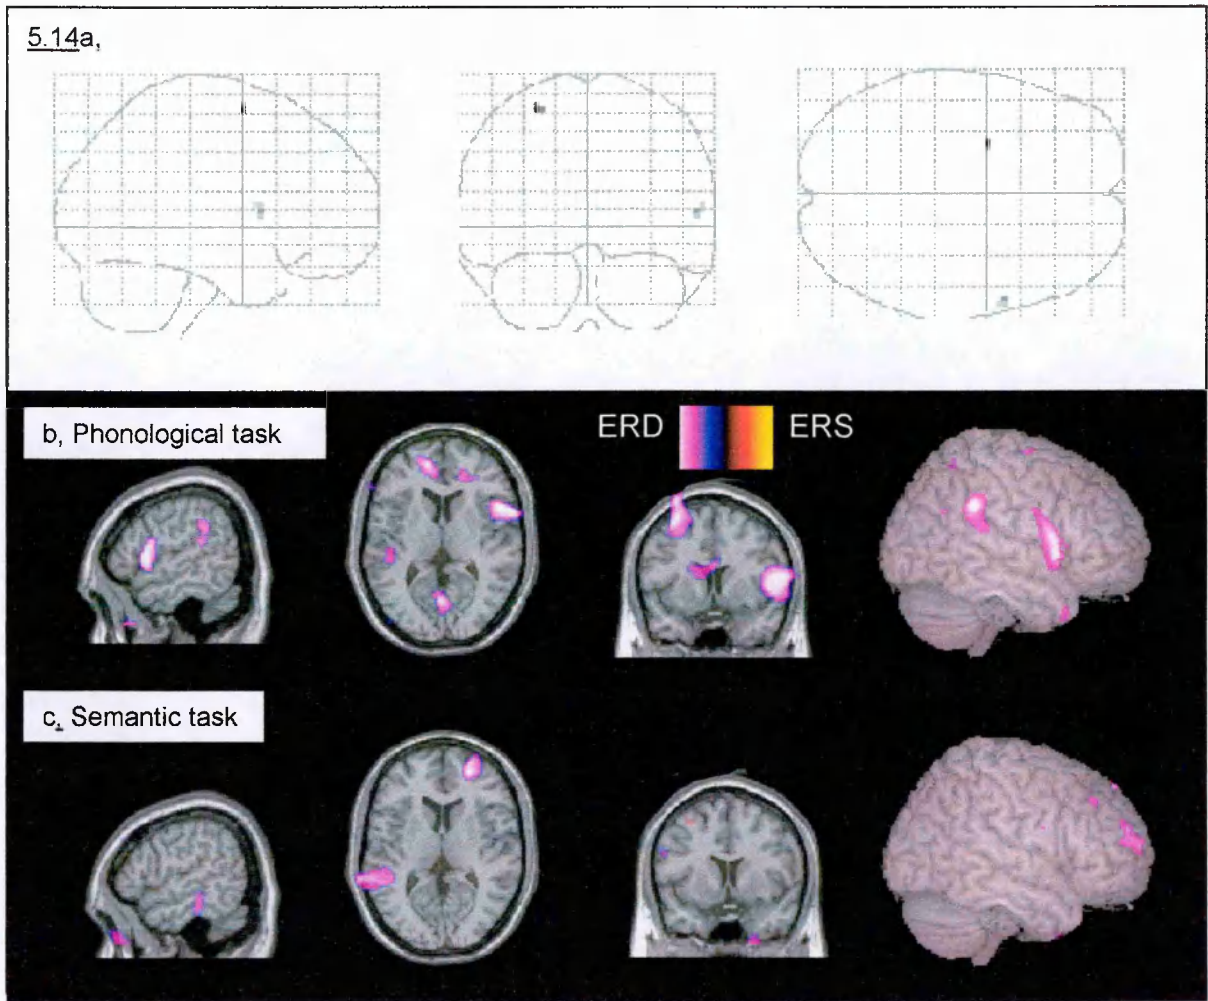 5.14a,
b, Phonological task
ERD ERS
c, Semantic task